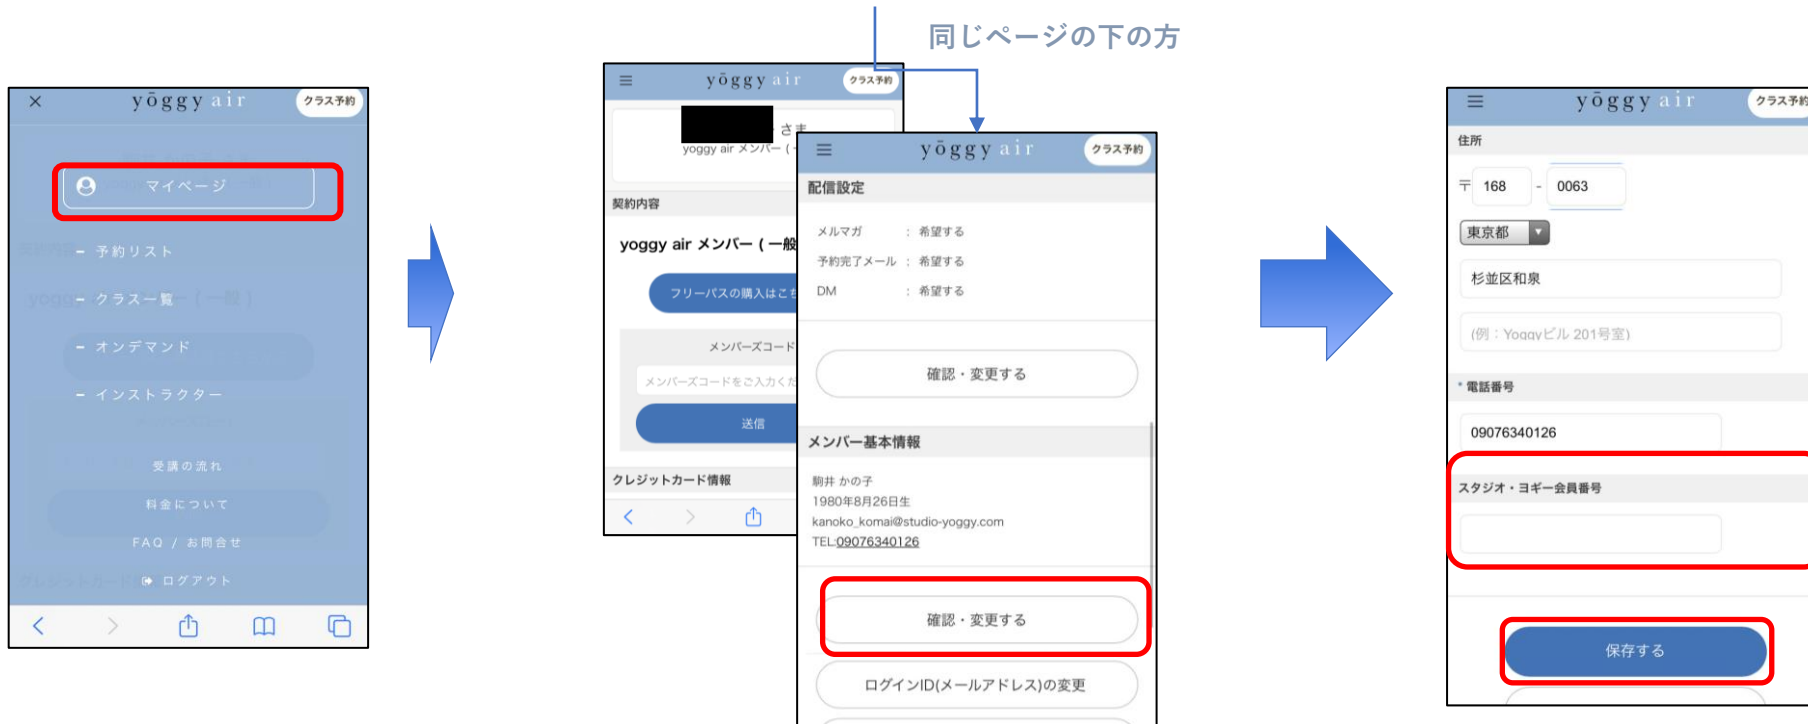 同じページの下の方
× yōggy air クラス予約
マイページ
- 予約リスト
- クラス一覧
- オンデマンド
- インストラクター
受講の流れ
料金について
FAQ / お問合せ
ログアウト
yōggy air クラス予約
さま
yoggy air メンバー (
契約内容
yoggy air メンバー ( 一般
フリーパスの購入はこち
メンバーズコード
メンバーズコードをご入力くだ
送信
クレジットカード情報
yōggy air クラス予約
配信設定
メルマガ : 希望する
予約完了メール : 希望する
DM : 希望する
確認・変更する
メンバー基本情報
駒井 かの子
1980年8月26日生
kanoko_komai@studio-yoggy.com
TEL:09076340126
確認・変更する
ログインID(メールアドレス)の変更
yōggy air クラス予約
住所
〒 168 - 0063
東京都
杉並区和泉
(例：Yoggyビル 201号室)
* 電話番号
09076340126
スタジオ・ヨギー会員番号
保存する